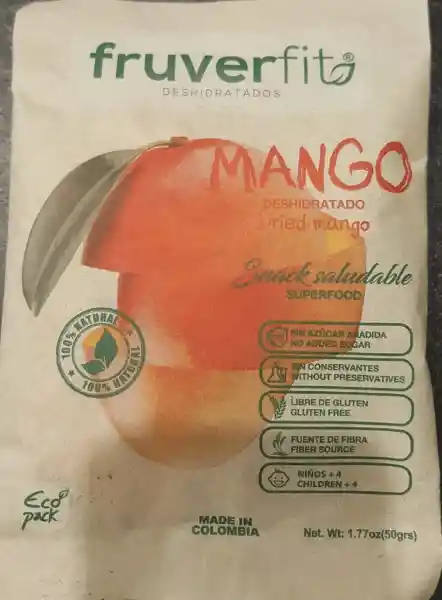 fruverfit®
DESHIDRATADOS
MANGO
DESHIDRATADO
Dried mango
Snack saludable
SUPERFOOD
100% NATURAL
100% NATURAL
SIN AZÚCAR AÑADIDA
NO ADDED SUGAR
SIN CONSERVANTES
WITHOUT PRESERVATIVES
LIBRE DE GLUTEN
GLUTEN FREE
FUENTE DE FIBRA
FIBER SOURCE
NIÑOS + 4
CHILDREN + 4
Eco
pack
MADE IN
COLOMBIA
Net. Wt: 1.77oz(50grs)